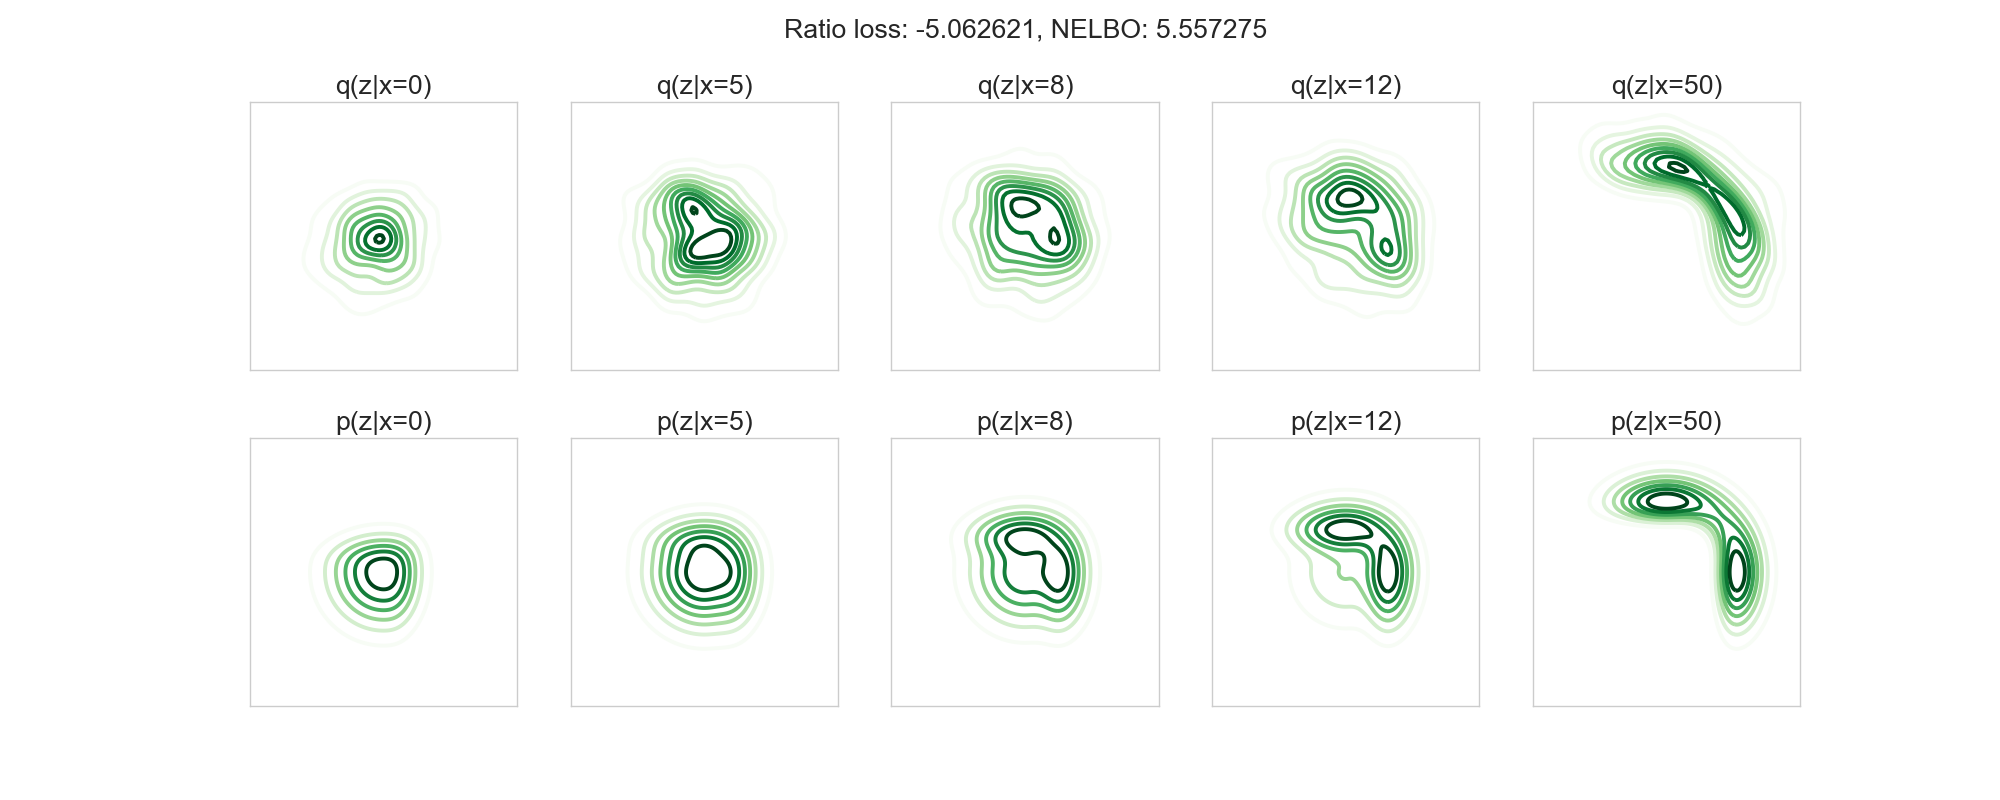 Ratio loss: -5.062621, NELBO: 5.557275
q(z|x=0) q(z|x=5) q(z|x=8) q(z|x=12) q(z|x=50)
p(z|x=0) p(z|x=5) p(z|x=8) p(z|x=12) p(z|x=50)